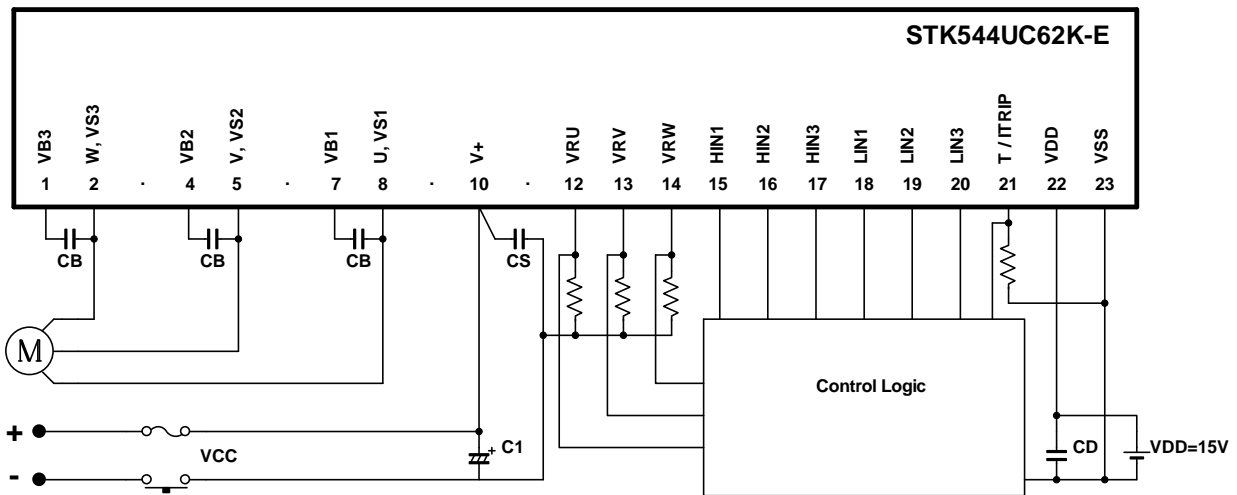 STK544UC62K-E
VB3
W, VS3
VB2
V, VS2
VB1
U, VS1
V+
VRU
VRV
VRW
HIN1
HIN2
HIN3
LIN1
LIN2
LIN3
T / ITRIP
VDD
VSS
1 2 · 4 5 · 7 8 · 10 · 12 13 14 15 16 17 18 19 20 21 22 23
CB CB CB CS
M
Control Logic
+
VCC
+ C1
CD
VDD=15V
-